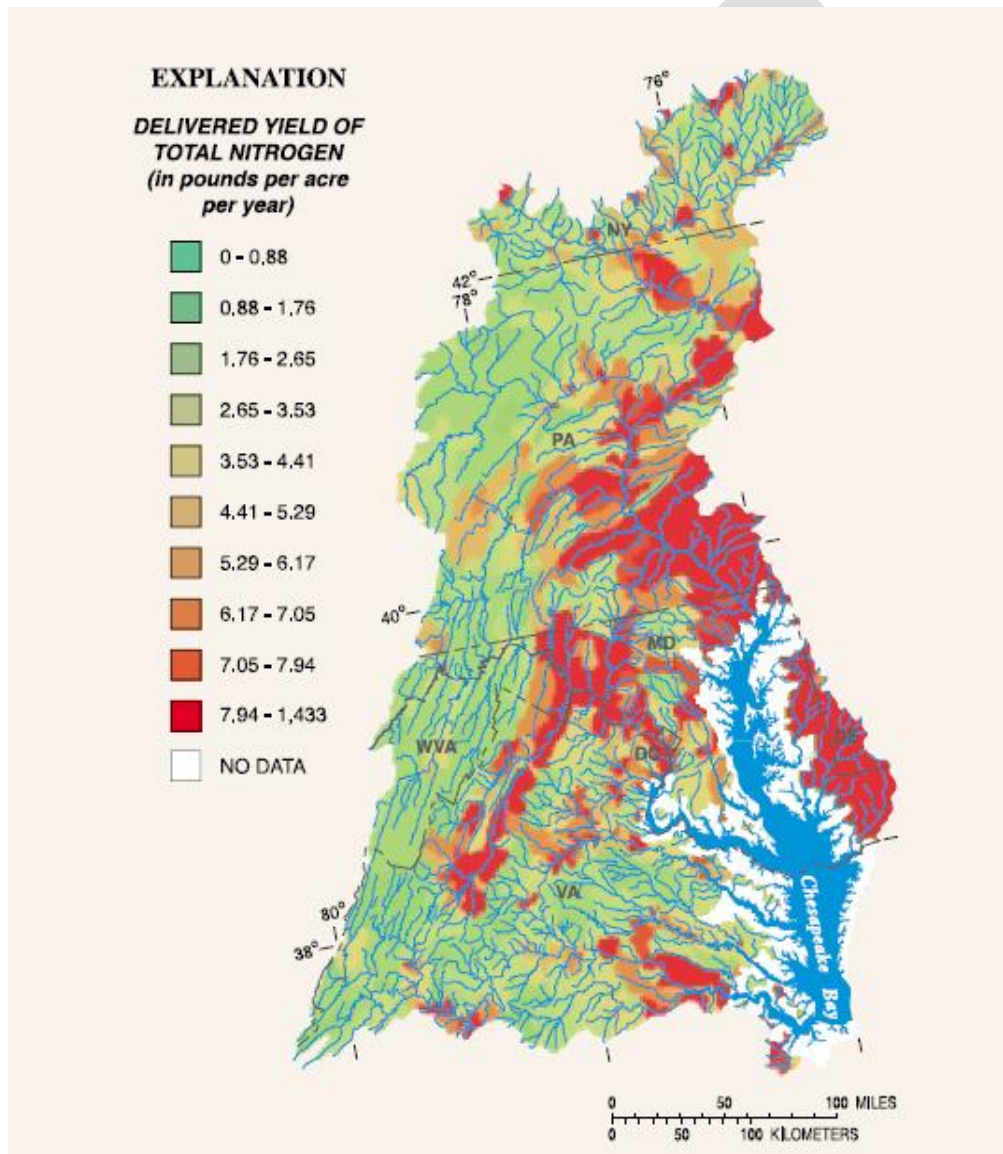 EXPLANATION
DELIVERED YIELD OF
TOTAL NITROGEN
(in pounds per acre
per year)
0 - 0.88
0.88 - 1.76
1.76 - 2.65
2.65 - 3.53
3.53 - 4.41
4.41 - 5.29
5.29 - 6.17
6.17 - 7.05
7.05 - 7.94
7.94 - 1,433
NO DATA
76°
NY
42°
78°
PA
40°
MD
WVA
DC
DE
VA
80°
38°
Chesapeake
Bay
0 50 100 MILES
0 50 100 KILOMETERS